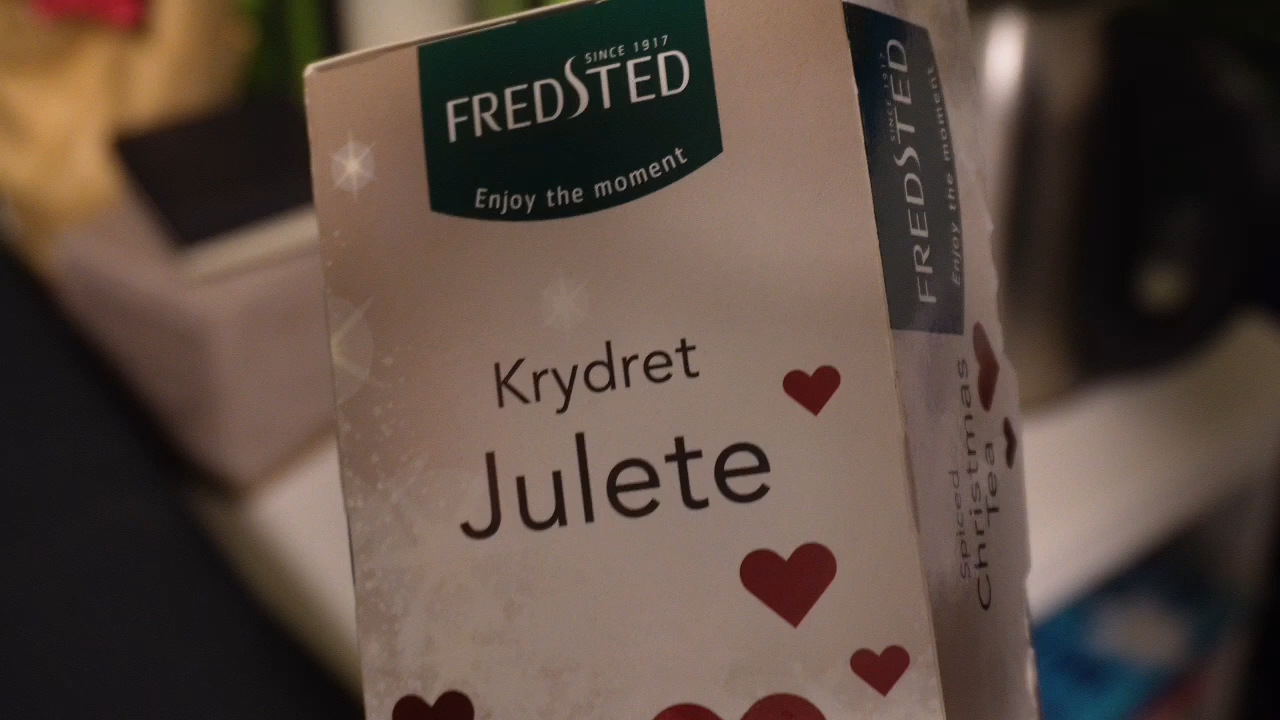 SINCE 1917
FREDSTED
Enjoy the moment
Krydret
Julete
SINCE 1917
FREDSTED
Enjoy the moment
Spiced
Christmas
Tea